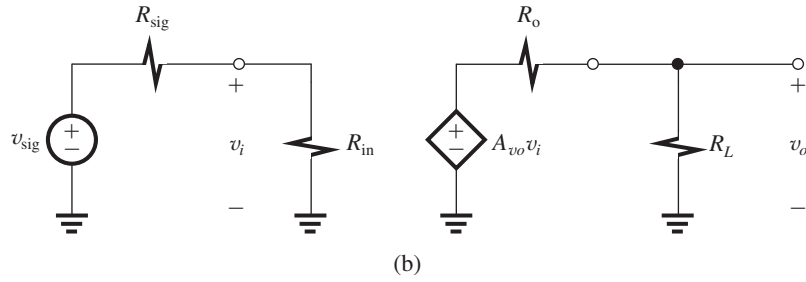 R_sig
R_o
+
+
v_sig
+
−
v_i
R_in
+
−
A_vo v_i
R_L
v_o
−
−
(b)